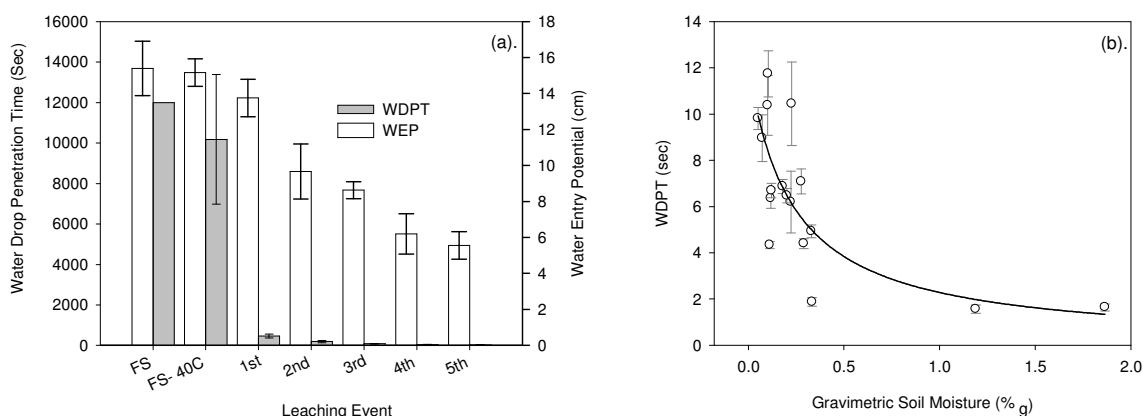 (a).
Water Drop Penetration Time (Sec)
16000
14000
12000
10000
8000
6000
4000
2000
0
18
16
14
12
10
8
6
4
2
0
Water Entry Potential (cm)
WDPT
WEP
FS
FS- 40C
1st
2nd
3rd
4th
5th
Leaching Event
(b).
WDPT (sec)
14
12
10
8
6
4
2
0
0.0
0.5
1.0
1.5
2.0
Gravimetric Soil Moisture (% g)